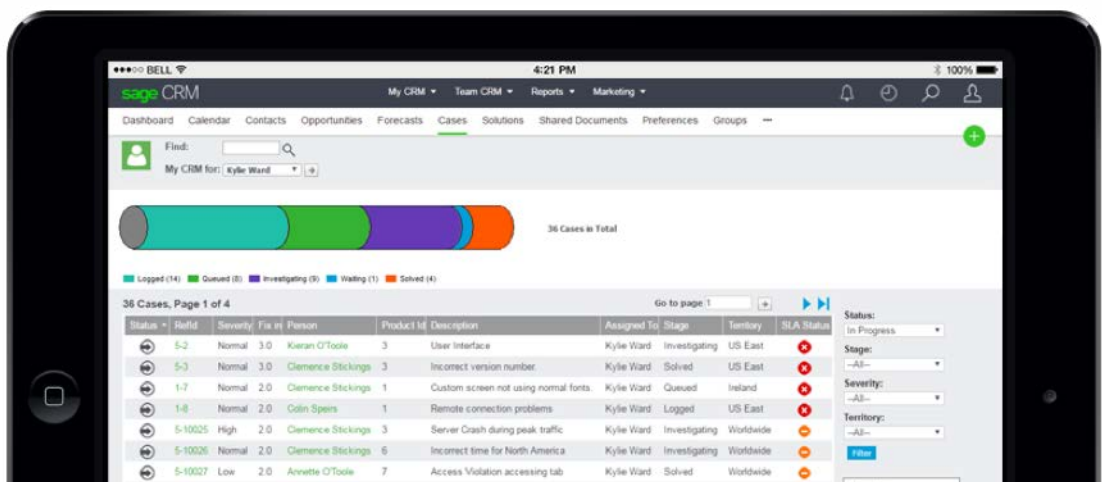 BELL 4:21 PM 100%
sage CRM My CRM Team CRM Reports Marketing
Dashboard Calendar Contacts Opportunities Forecasts Cases Solutions Shared Documents Preferences Groups ...
Find:
My CRM for: Kylie Ward
36 Cases in Total
Logged (14) Queued (8) Investigating (9) Waiting (1) Solved (4)
36 Cases, Page 1 of 4 Go to page 1
Status RefId Severity Fix in Person Product Id Description Assigned To Stage Territory SLA Status
5-2 Normal 3.0 Kieran O'Toole 3 User Interface Kylie Ward Investigating US East
5-3 Normal 3.0 Clemence Stickings 3 Incorrect version number. Kylie Ward Solved US East
1-7 Normal 2.0 Clemence Stickings 1 Custom screen not using normal fonts. Kylie Ward Queued Ireland
1-8 Normal 2.0 Colin Speirs 1 Remote connection problems Kylie Ward Logged US East
5-10025 High 2.0 Clemence Stickings 3 Server Crash during peak traffic Kylie Ward Investigating Worldwide
5-10026 Normal 2.0 Clemence Stickings 6 Incorrect time for North America Kylie Ward Investigating Worldwide
5-10027 Low 2.0 Annette O'Toole 7 Access Violation accessing tab Kylie Ward Solved Worldwide
Status:
In Progress
Stage:
--All--
Severity:
--All--
Territory:
--All--
Filter